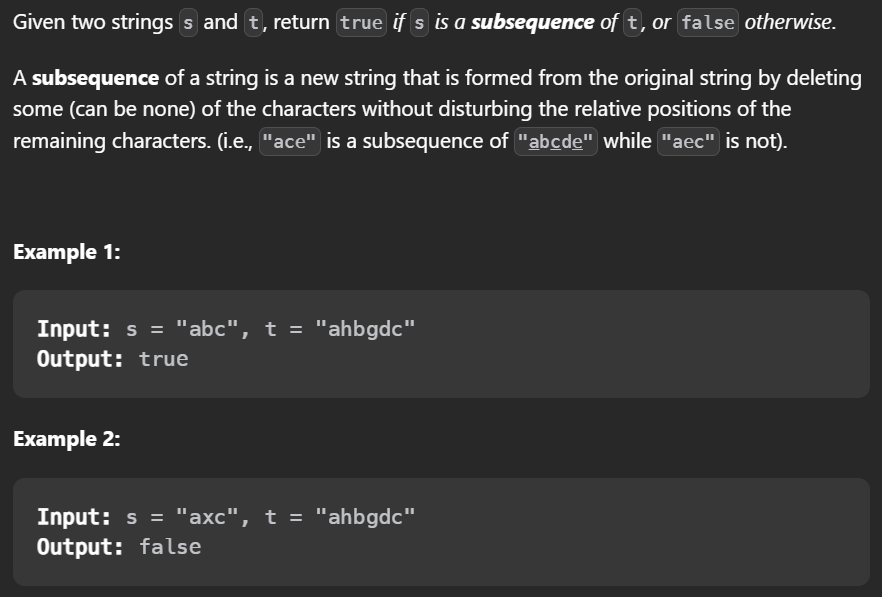 Given two strings s and t, return true if s is a subsequence of t, or false otherwise.
A subsequence of a string is a new string that is formed from the original string by deleting
some (can be none) of the characters without disturbing the relative positions of the
remaining characters. (i.e., "ace" is a subsequence of "abcde" while "aec" is not).
Example 1:
Input: s = "abc", t = "ahbgdc"
Output: true
Example 2:
Input: s = "axc", t = "ahbgdc"
Output: false